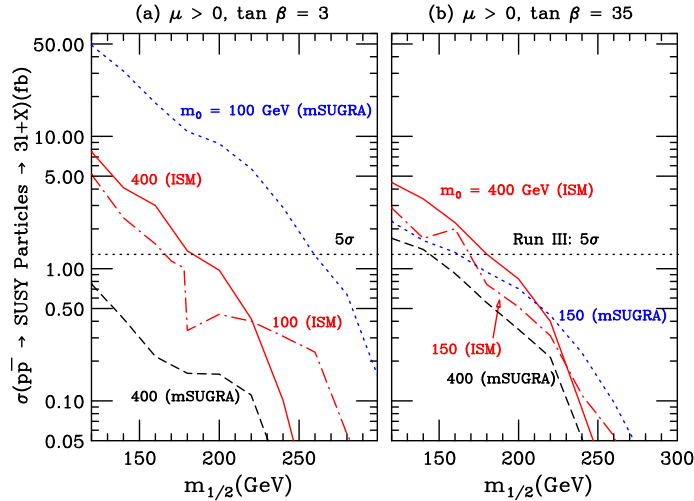 (a) μ > 0, tan β = 3
(b) μ > 0, tan β = 35
σ(pp̅ → SUSY Particles → 3l+X)(fb)
50.00
10.00
5.00
1.00
0.50
0.10
0.05
m₀ = 100 GeV (mSUGRA)
400 (ISM)
5σ
100 (ISM)
400 (mSUGRA)
m₀ = 400 GeV (ISM)
Run III: 5σ
150 (mSUGRA)
150 (ISM)
400 (mSUGRA)
150 200 250
150 200 250 300
m₁/₂(GeV)
m₁/₂(GeV)